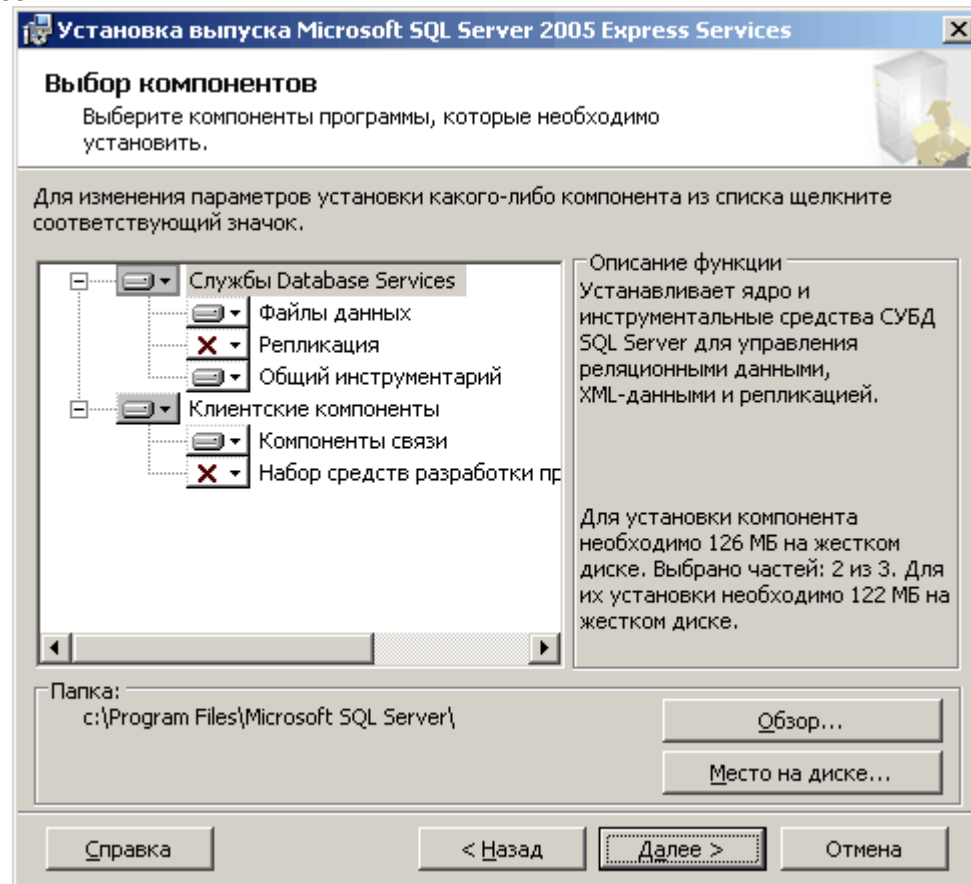 Установка выпуска Microsoft SQL Server 2005 Express Services
Выбор компонентов
Выберите компоненты программы, которые необходимо
установить.
Для изменения параметров установки какого-либо компонента из списка щелкните
соответствующий значок.
Службы Database Services
Файлы данных
Репликация
Общий инструментарий
Клиентские компоненты
Компоненты связи
Набор средств разработки пр
Описание функции
Устанавливает ядро и
инструментальные средства СУБД
SQL Server для управления
реляционными данными,
XML-данными и репликацией.
Для установки компонента
необходимо 126 МБ на жестком
диске. Выбрано частей: 2 из 3. Для
их установки необходимо 122 МБ на
жестком диске.
Папка:
c:\Program Files\Microsoft SQL Server\
Обзор...
Место на диске...
Справка
< Назад
Далее >
Отмена